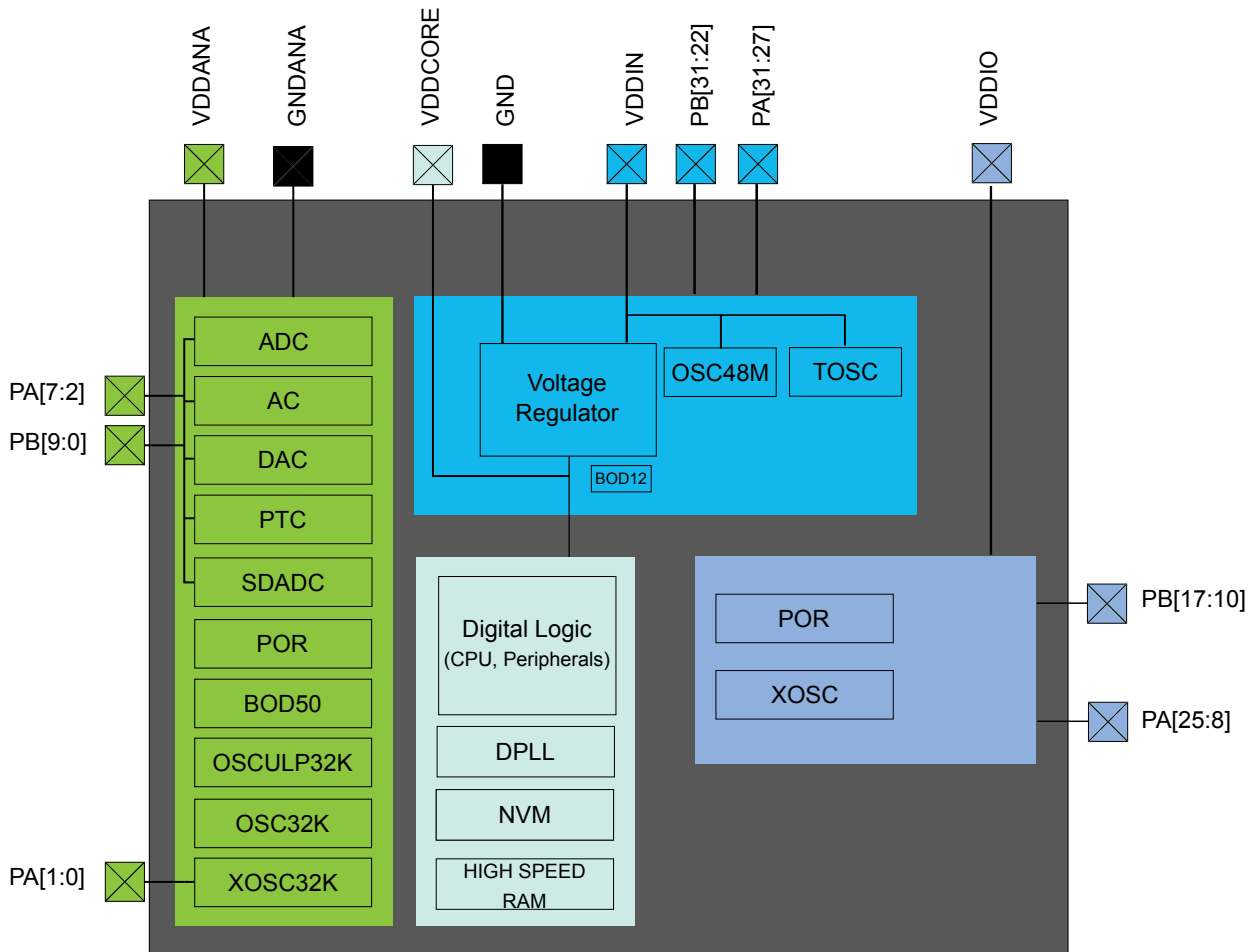 VDDANA
GNDANA
VDDCORE
GND
VDDIN
PB[31:22]
PA[31:27]
VDDIO
ADC
AC
DAC
PTC
SDADC
POR
BOD50
OSCULP32K
OSC32K
XOSC32K
PA[7:2]
PB[9:0]
PA[1:0]
Voltage
Regulator
OSC48M
TOSC
BOD12
Digital Logic
(CPU, Peripherals)
DPLL
NVM
HIGH SPEED
RAM
POR
XOSC
PB[17:10]
PA[25:8]